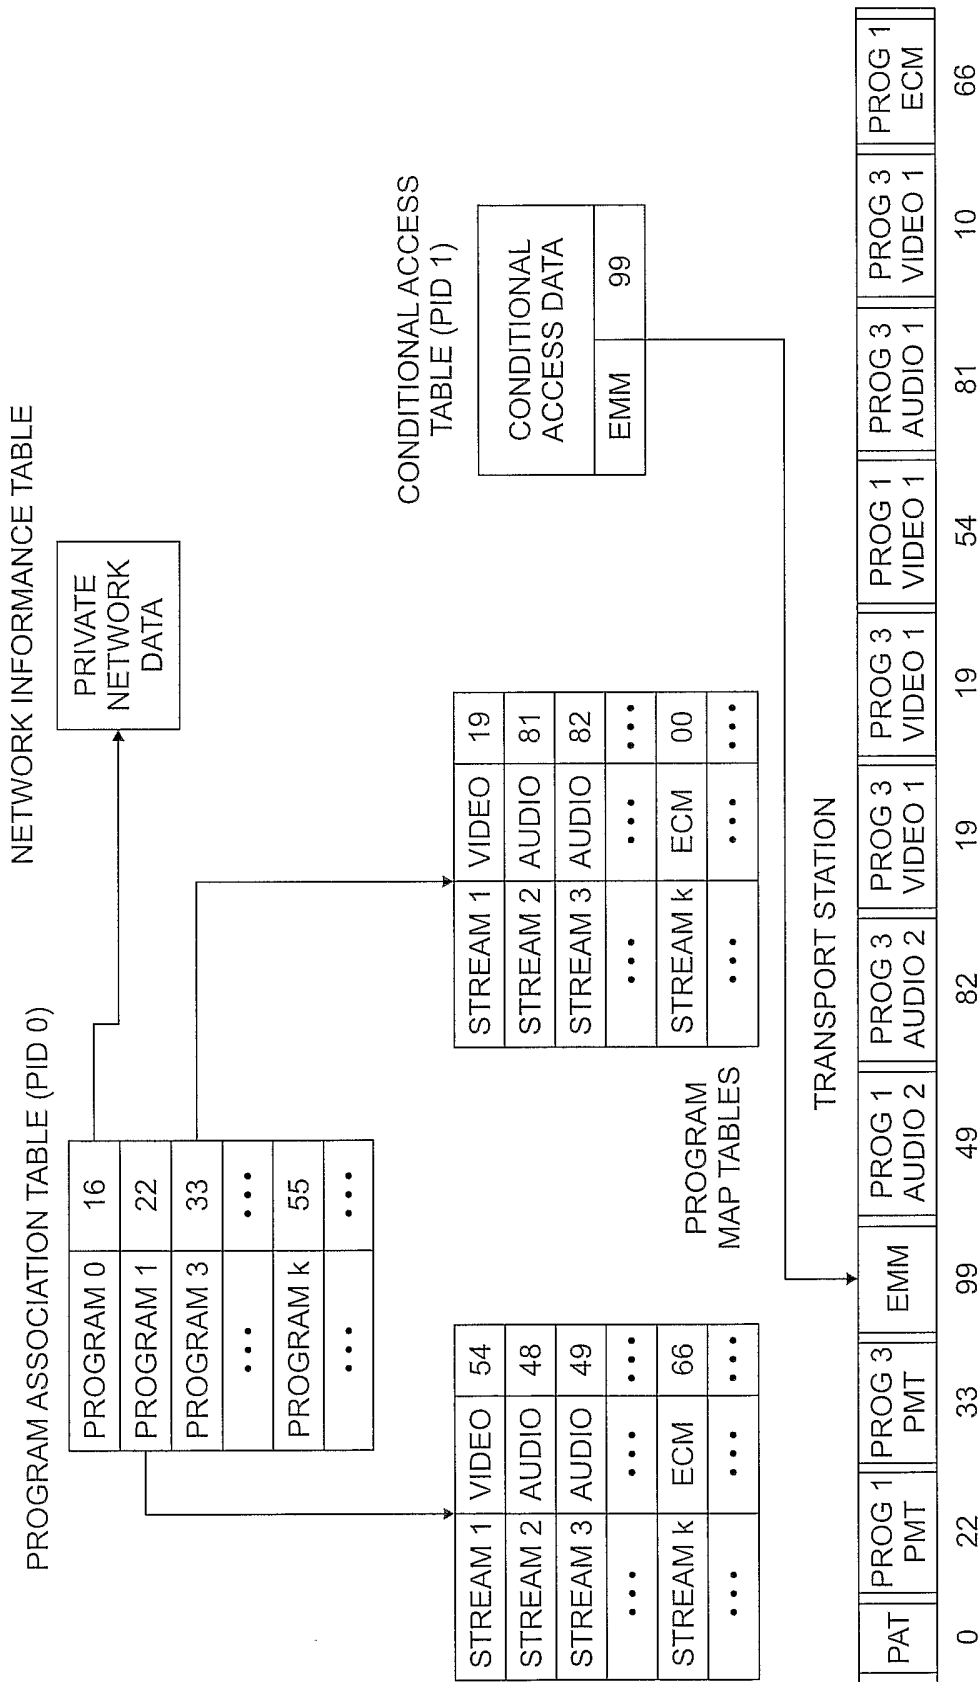 NETWORK INFORMANCE TABLE
PROGRAM ASSOCIATION TABLE (PID 0)
PROGRAM 0 16
PROGRAM 1 22
PROGRAM 3 33
••• •••
PROGRAM k 55
••• •••
PRIVATE
NETWORK
DATA
CONDITIONAL ACCESS
TABLE (PID 1)
CONDITIONAL
ACCESS DATA
EMM 99
STREAM 1 VIDEO 54
STREAM 2 AUDIO 48
STREAM 3 AUDIO 49
••• ••• •••
STREAM k ECM 66
••• ••• •••
STREAM 1 VIDEO 19
STREAM 2 AUDIO 81
STREAM 3 AUDIO 82
••• ••• •••
STREAM k ECM 00
••• ••• •••
PROGRAM
MAP TABLES
TRANSPORT STATION
PAT
PROG 1
PMT
PROG 3
PMT
EMM
PROG 1
AUDIO 2
PROG 3
AUDIO 2
PROG 3
VIDEO 1
PROG 3
VIDEO 1
PROG 1
VIDEO 1
PROG 3
AUDIO 1
PROG 3
VIDEO 1
PROG 1
ECM
0 22 33 99 49 82 19 19 54 81 10 66